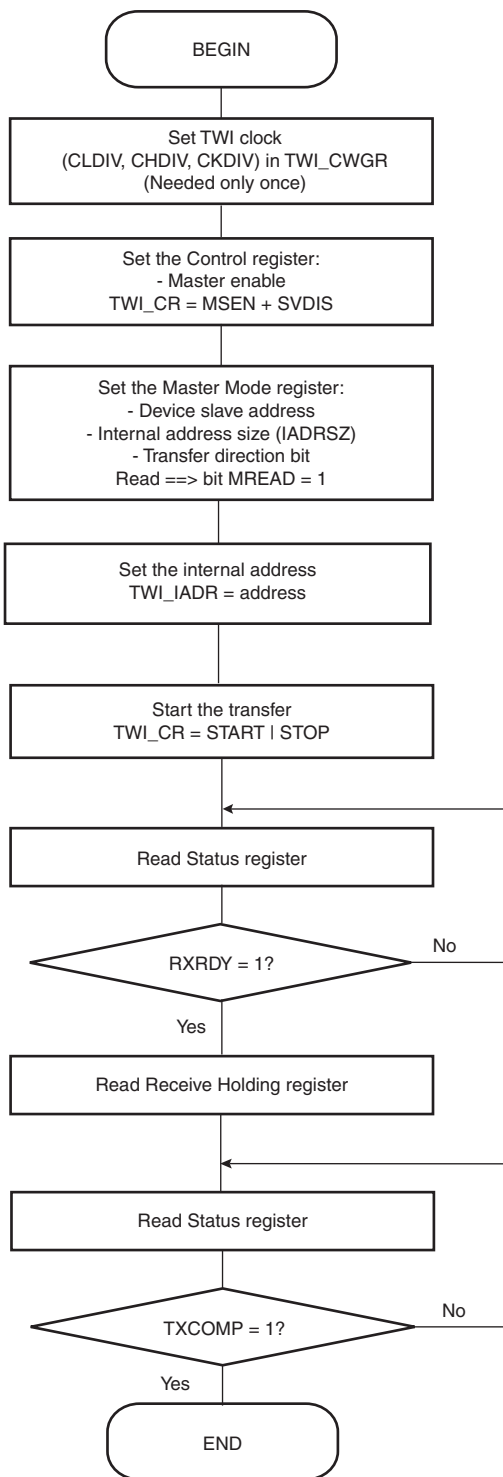 BEGIN
Set TWI clock
(CLDIV, CHDIV, CKDIV) in TWI_CWGR
(Needed only once)
Set the Control register:
- Master enable
TWI_CR = MSEN + SVDIS
Set the Master Mode register:
- Device slave address
- Internal address size (IADRSZ)
- Transfer direction bit
Read ==> bit MREAD = 1
Set the internal address
TWI_IADR = address
Start the transfer
TWI_CR = START | STOP
Read Status register
RXRDY = 1?
No
Yes
Read Receive Holding register
Read Status register
TXCOMP = 1?
No
Yes
END